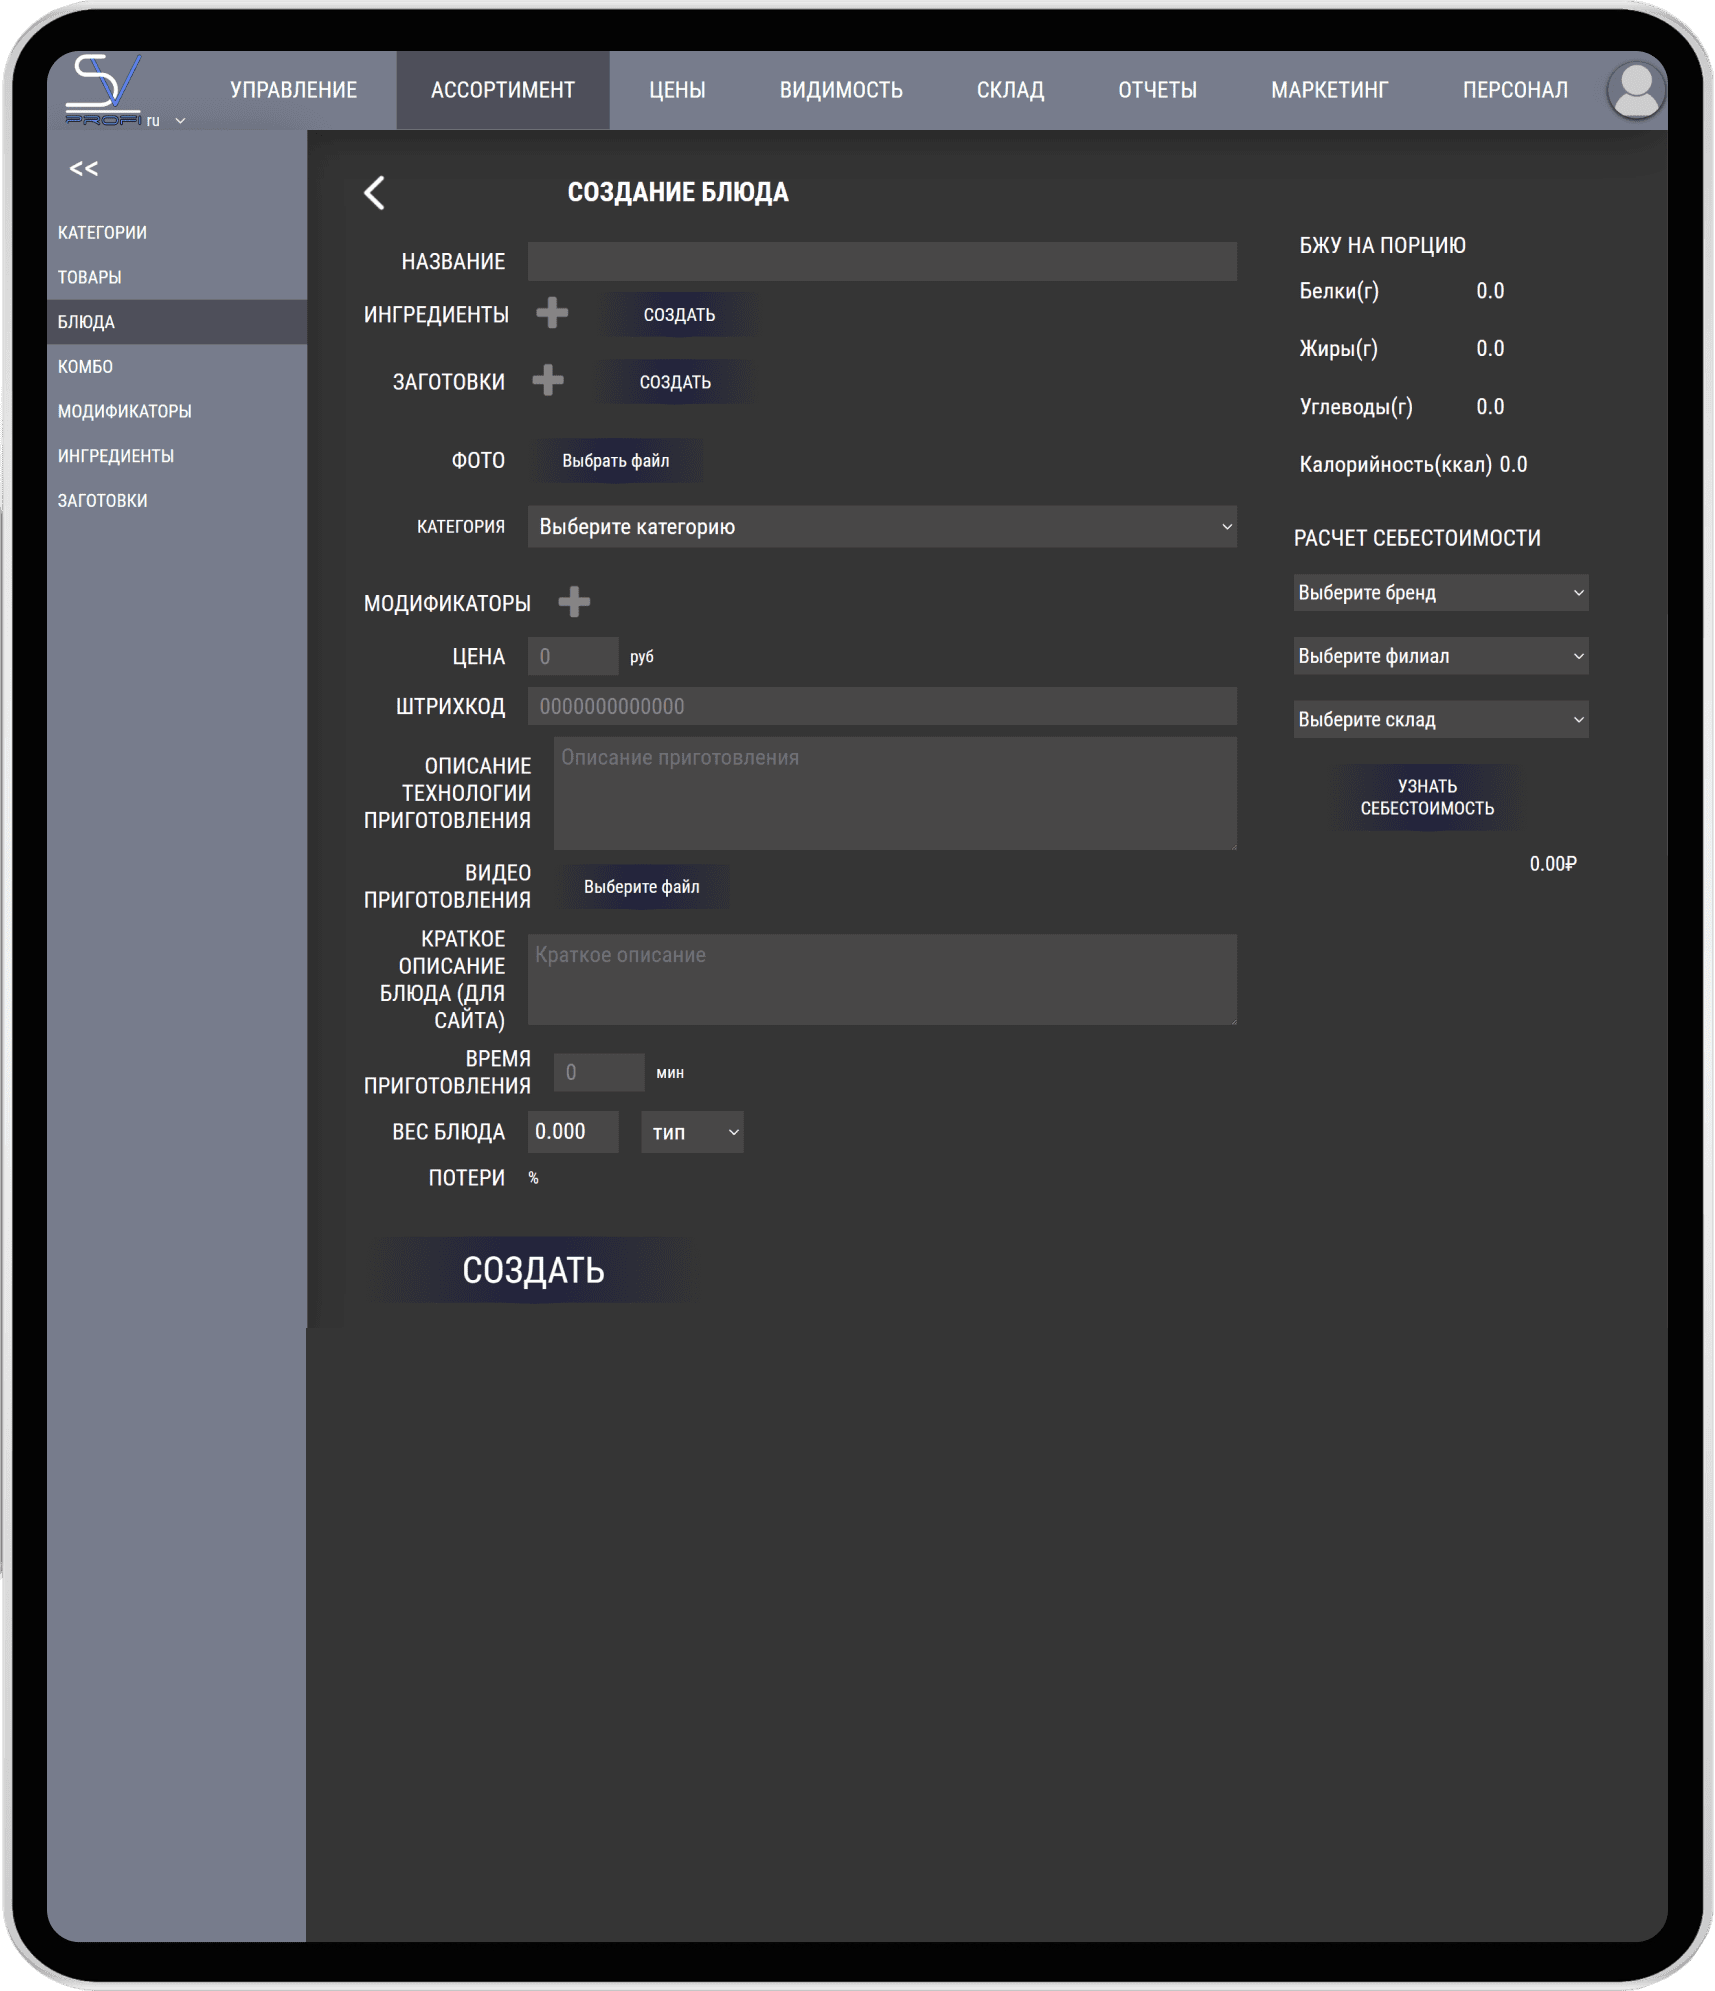 SV
PROFI ru
УПРАВЛЕНИЕ
АССОРТИМЕНТ
ЦЕНЫ
ВИДИМОСТЬ
СКЛАД
ОТЧЕТЫ
МАРКЕТИНГ
ПЕРСОНАЛ
<<
КАТЕГОРИИ
ТОВАРЫ
БЛЮДА
КОМБО
МОДИФИКАТОРЫ
ИНГРЕДИЕНТЫ
ЗАГОТОВКИ
СОЗДАНИЕ БЛЮДА
НАЗВАНИЕ
ИНГРЕДИЕНТЫ СОЗДАТЬ
ЗАГОТОВКИ СОЗДАТЬ
ФОТО Выбрать файл
КАТЕГОРИЯ Выберите категорию
МОДИФИКАТОРЫ
ЦЕНА 0 руб
ШТРИХКОД 0000000000000
ОПИСАНИЕ
ТЕХНОЛОГИИ
ПРИГОТОВЛЕНИЯ
Описание приготовления
ВИДЕО
ПРИГОТОВЛЕНИЯ
Выберите файл
КРАТКОЕ
ОПИСАНИЕ
БЛЮДА (ДЛЯ
САЙТА)
Краткое описание
ВРЕМЯ
ПРИГОТОВЛЕНИЯ
0 мин
ВЕС БЛЮДА 0.000 тип
ПОТЕРИ %
СОЗДАТЬ
БЖУ НА ПОРЦИЮ
Белки(г) 0.0
Жиры(г) 0.0
Углеводы(г) 0.0
Калорийность(ккал) 0.0
РАСЧЕТ СЕБЕСТОИМОСТИ
Выберите бренд
Выберите филиал
Выберите склад
УЗНАТЬ
СЕБЕСТОИМОСТЬ
0.00₽